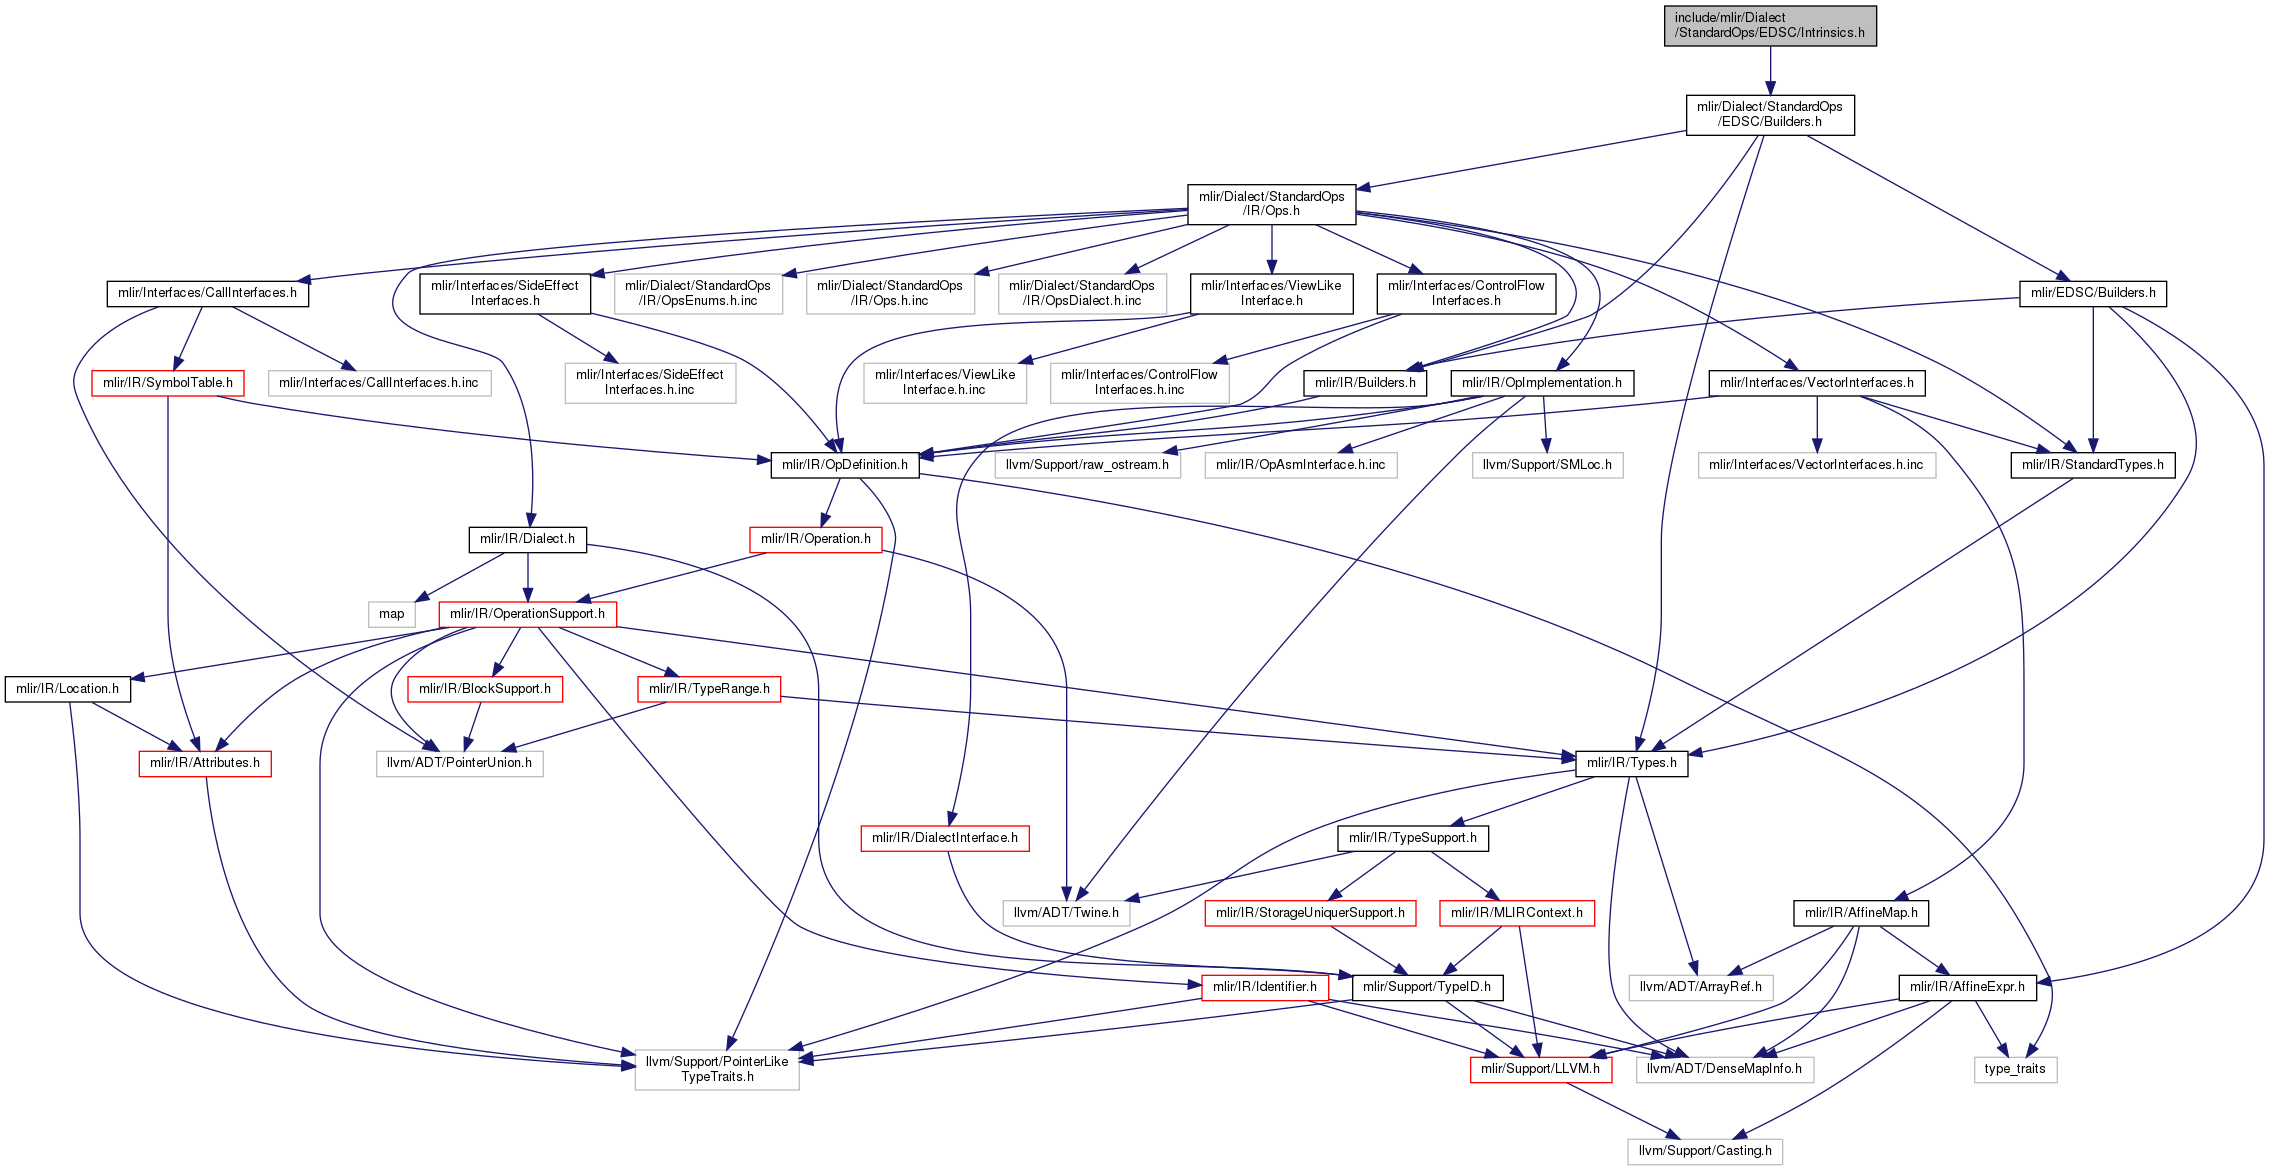 include/mlir/Dialect
/StandardOps/EDSC/Intrinsics.h
mlir/Dialect/StandardOps
/EDSC/Builders.h
mlir/Dialect/StandardOps
/IR/Ops.h
mlir/Interfaces/CallInterfaces.h
mlir/Interfaces/SideEffect
Interfaces.h
mlir/Dialect/StandardOps
/IR/OpsEnums.h.inc
mlir/Dialect/StandardOps
/IR/Ops.h.inc
mlir/Dialect/StandardOps
/IR/OpsDialect.h.inc
mlir/Interfaces/ViewLike
Interface.h
mlir/Interfaces/ControlFlow
Interfaces.h
mlir/EDSC/Builders.h
mlir/IR/SymbolTable.h
mlir/Interfaces/CallInterfaces.h.inc
mlir/Interfaces/SideEffect
Interfaces.h.inc
mlir/Interfaces/ViewLike
Interface.h.inc
mlir/Interfaces/ControlFlow
Interfaces.h.inc
mlir/IR/Builders.h
mlir/IR/OpImplementation.h
mlir/Interfaces/VectorInterfaces.h
mlir/IR/OpDefinition.h
llvm/Support/raw_ostream.h
mlir/IR/OpAsmInterface.h.inc
llvm/Support/SMLoc.h
mlir/Interfaces/VectorInterfaces.h.inc
mlir/IR/StandardTypes.h
mlir/IR/Dialect.h
mlir/IR/Operation.h
map
mlir/IR/OperationSupport.h
mlir/IR/Location.h
mlir/IR/BlockSupport.h
mlir/IR/TypeRange.h
mlir/IR/Attributes.h
llvm/ADT/PointerUnion.h
mlir/IR/Types.h
mlir/IR/DialectInterface.h
mlir/IR/TypeSupport.h
llvm/ADT/Twine.h
mlir/IR/StorageUniquerSupport.h
mlir/IR/MLIRContext.h
mlir/IR/AffineMap.h
mlir/IR/Identifier.h
mlir/Support/TypeID.h
llvm/ADT/ArrayRef.h
mlir/IR/AffineExpr.h
llvm/Support/PointerLike
TypeTraits.h
mlir/Support/LLVM.h
llvm/ADT/DenseMapInfo.h
type_traits
llvm/Support/Casting.h